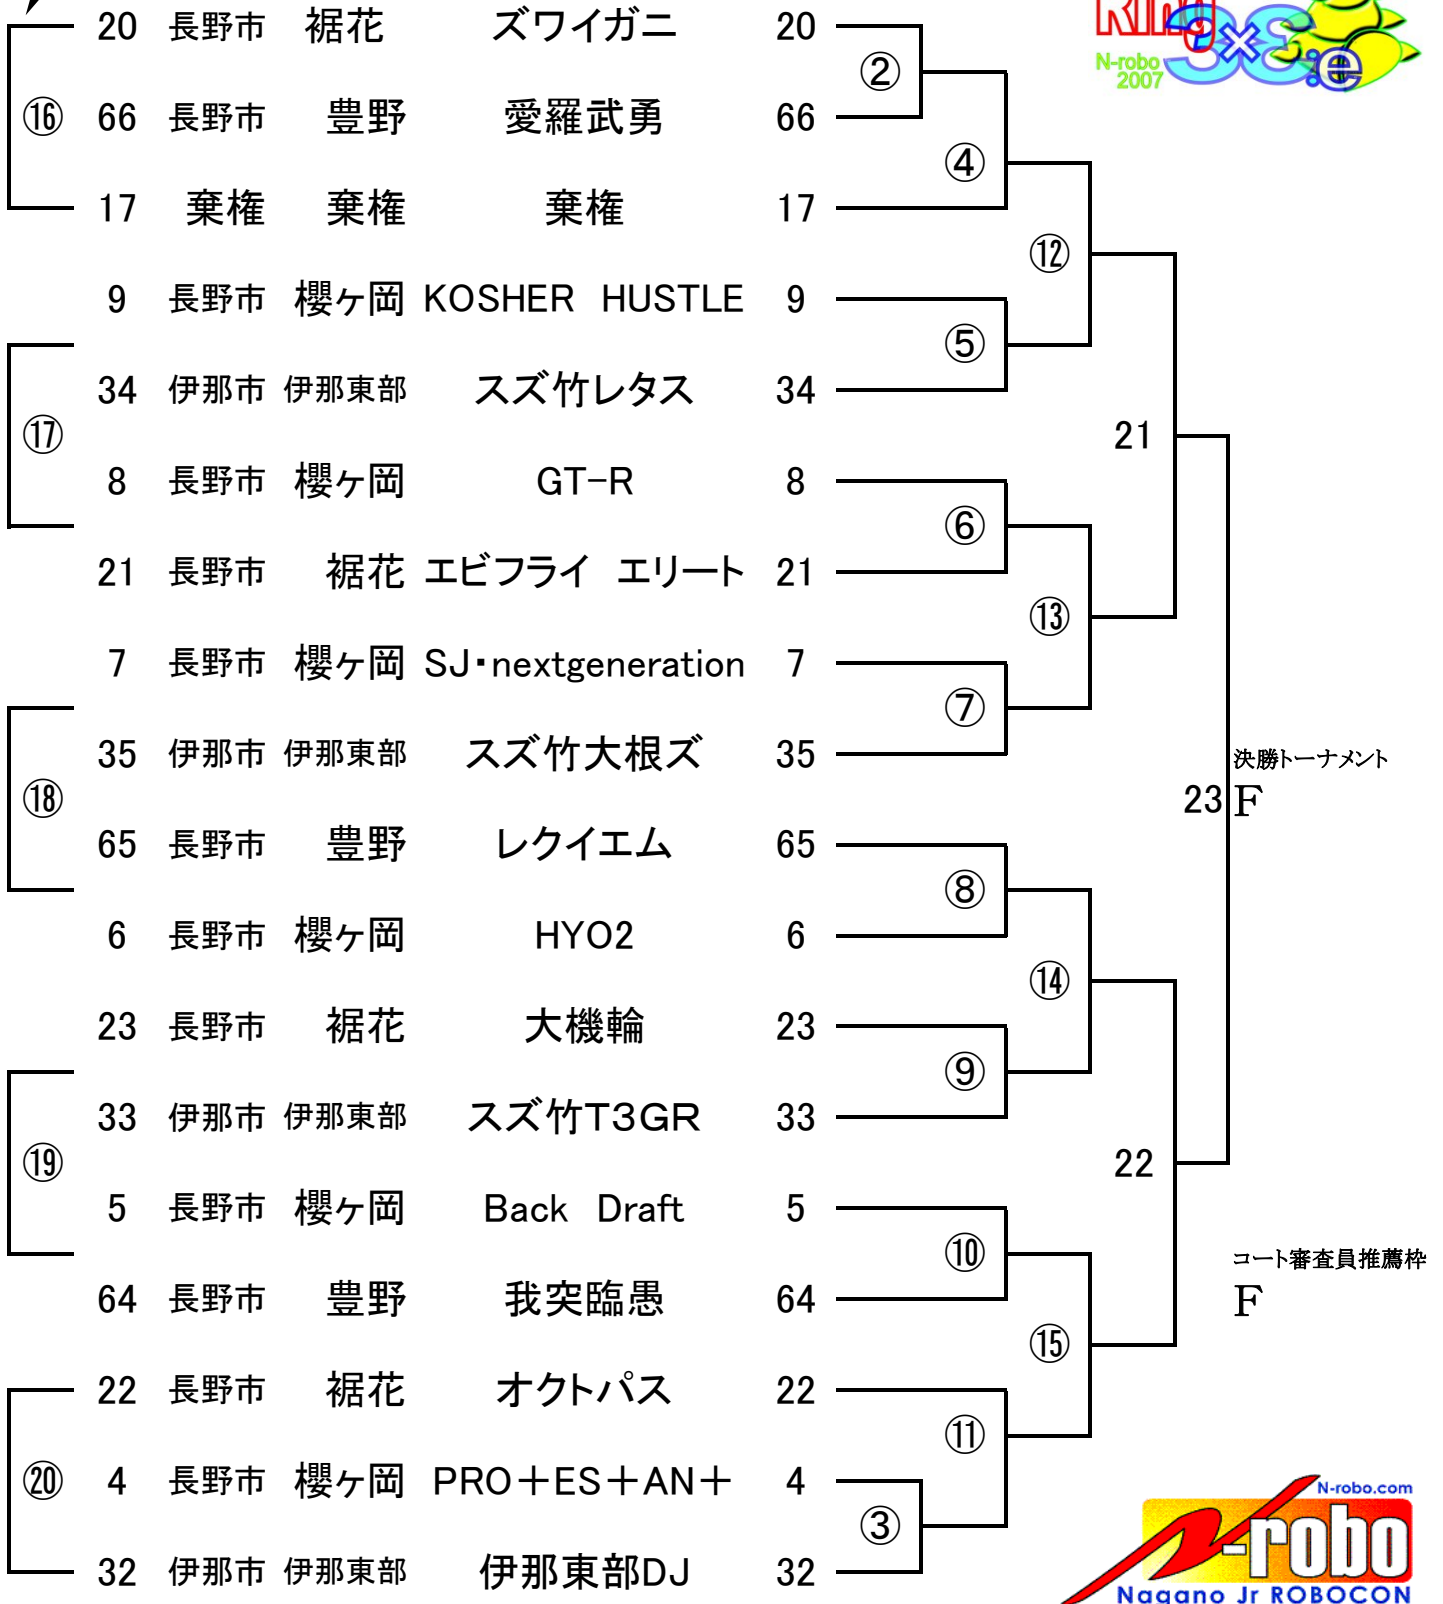 Ring
3x3:e
N-robo
2007
20 長野市 裾花 ズワイガニ 20
②
⑯ 66 長野市 豊野 愛羅武勇 66
④
17 棄権 棄権 棄権 17
⑫
9 長野市 櫻ヶ岡 KOSHER HUSTLE 9
⑤
34 伊那市 伊那東部 スズ竹レタス 34
⑰ 21
8 長野市 櫻ヶ岡 GT-R 8
⑥
21 長野市 裾花 エビフライ エリート 21
⑬
7 長野市 櫻ヶ岡 SJ・nextgeneration 7
⑦
35 伊那市 伊那東部 スズ竹大根ズ 35
決勝トーナメント
⑱ 23 F
65 長野市 豊野 レクイエム 65
⑧
6 長野市 櫻ヶ岡 HYO2 6
⑭
23 長野市 裾花 大機輪 23
⑨
33 伊那市 伊那東部 スズ竹T3GR 33
⑲ 22
5 長野市 櫻ヶ岡 Back Draft 5
⑩
コート審査員推薦枠
64 長野市 豊野 我突臨愚 64
F
⑮
22 長野市 裾花 オクトパス 22
⑪
⑳ 4 長野市 櫻ヶ岡 PRO+ES+AN+ 4
③
32 伊那市 伊那東部 伊那東部DJ 32
N-robo.com
N-robo
Nagano Jr ROBOCON